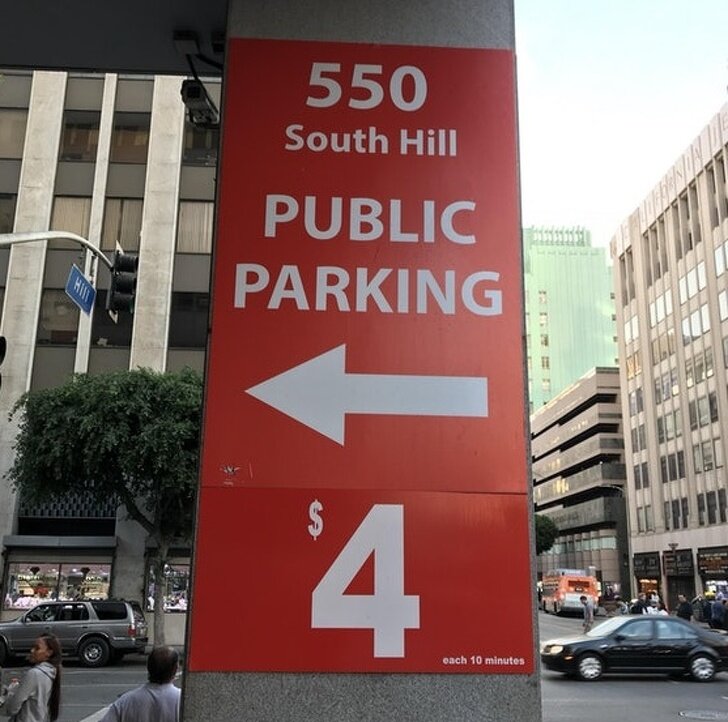 550
South Hill
PUBLIC
PARKING
$4
each 10 minutes
Hill